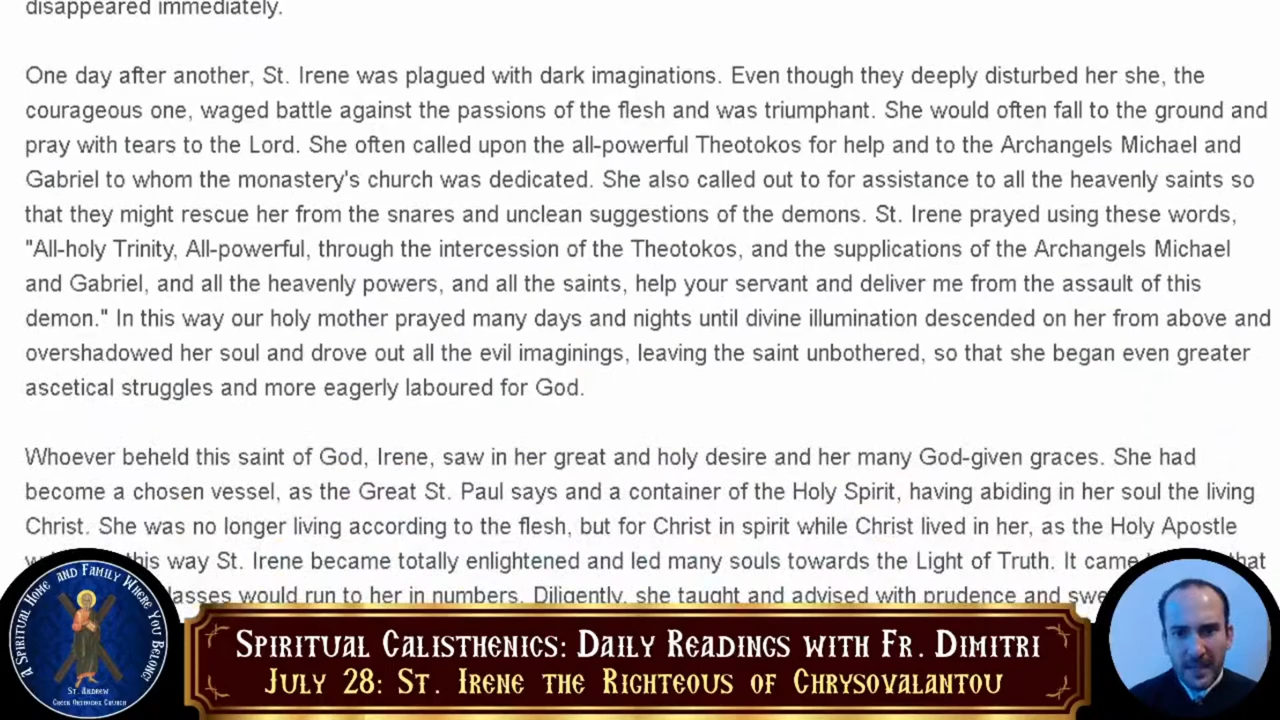 disappeared immediately.
One day after another, St. Irene was plagued with dark imaginations. Even though they deeply disturbed her she, the
courageous one, waged battle against the passions of the flesh and was triumphant. She would often fall to the ground and
pray with tears to the Lord. She often called upon the all-powerful Theotokos for help and to the Archangels Michael and
Gabriel to whom the monastery's church was dedicated. She also called out to for assistance to all the heavenly saints so
that they might rescue her from the snares and unclean suggestions of the demons. St. Irene prayed using these words,
"All-holy Trinity, All-powerful, through the intercession of the Theotokos, and the supplications of the Archangels Michael
and Gabriel, and all the heavenly powers, and all the saints, help your servant and deliver me from the assault of this
demon." In this way our holy mother prayed many days and nights until divine illumination descended on her from above and
overshadowed her soul and drove out all the evil imaginings, leaving the saint unbothered, so that she began even greater
ascetical struggles and more eagerly laboured for God.
Whoever beheld this saint of God, Irene, saw in her great and holy desire and her many God-given graces. She had
become a chosen vessel, as the Great St. Paul says and a container of the Holy Spirit, having abiding in her soul the living
Christ. She was no longer living according to the flesh, but for Christ in spirit while Christ lived in her, as the Holy Apostle
this way St. Irene became totally enlightened and led many souls towards the Light of Truth. It came that
would run to her in numbers. Diligently, she taught and advised with prudence and
A Spiritual Home and Family Where You Belong!
St. Andrew
Greek Orthodox Church
Spiritual Calisthenics: Daily Readings with Fr. Dimitri
July 28: St. Irene the Righteous of Chrysovalantou